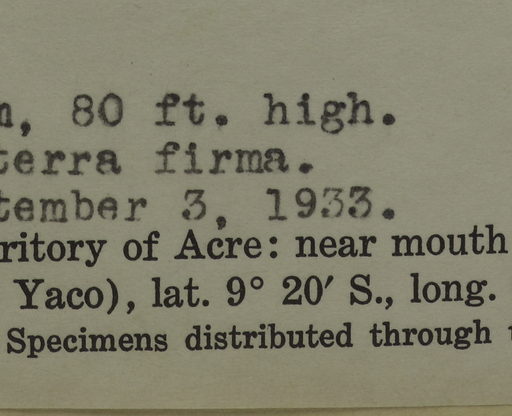 , 80 ft. high.
terra firma.
tember 3, 1933.
ritory of Acre: near mouth
Yaco), lat. 9° 20′ S., long.
Specimens distributed through